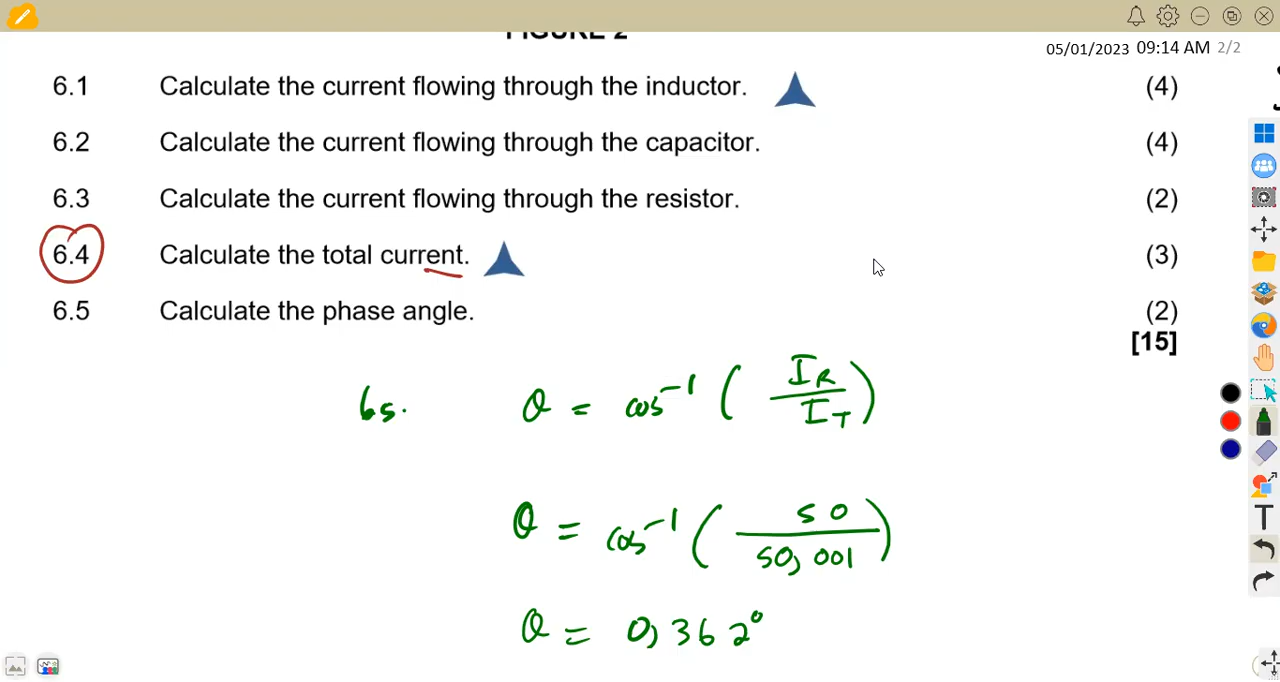 FIGURE 2
05/01/2023 09:14 AM 2/2
6.1 Calculate the current flowing through the inductor. (4)
6.2 Calculate the current flowing through the capacitor. (4)
6.3 Calculate the current flowing through the resistor. (2)
6.4 Calculate the total current. (3)
6.5 Calculate the phase angle. (2)
[15]
65. θ = cos⁻¹ ( I_R / I_T )
θ = cos⁻¹ ( 50 / 50,001 )
θ = 0,362°
T